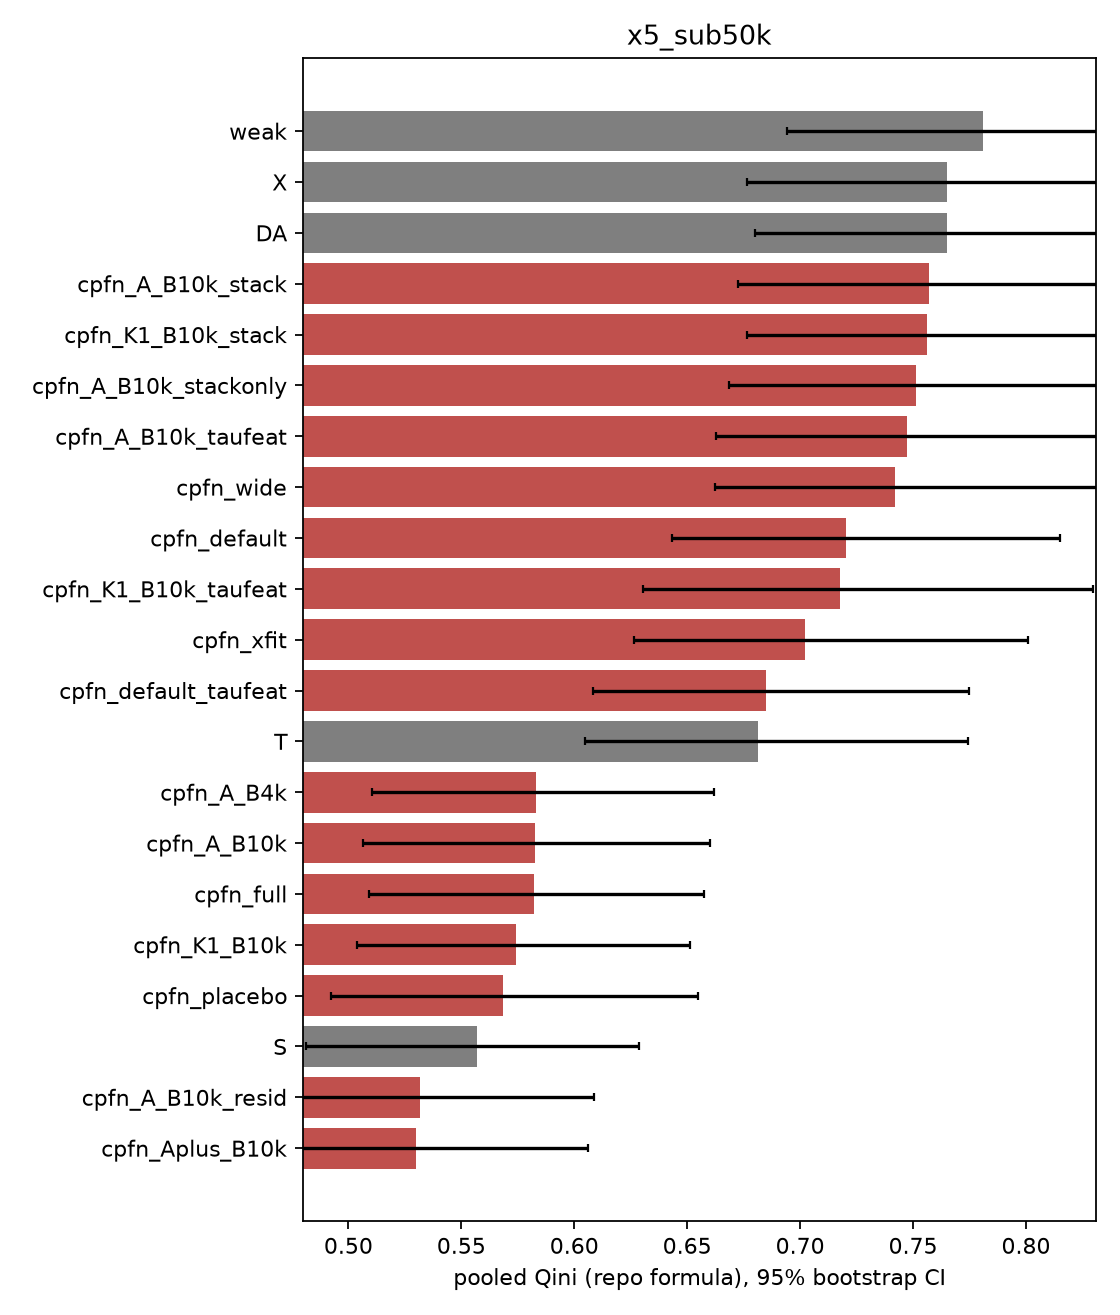 x5_sub50k
weak
X
DA
cpfn_A_B10k_stack
cpfn_K1_B10k_stack
cpfn_A_B10k_stackonly
cpfn_A_B10k_taufeat
cpfn_wide
cpfn_default
cpfn_K1_B10k_taufeat
cpfn_xfit
cpfn_default_taufeat
T
cpfn_A_B4k
cpfn_A_B10k
cpfn_full
cpfn_K1_B10k
cpfn_placebo
S
cpfn_A_B10k_resid
cpfn_Aplus_B10k
0.50 0.55 0.60 0.65 0.70 0.75 0.80
pooled Qini (repo formula), 95% bootstrap CI